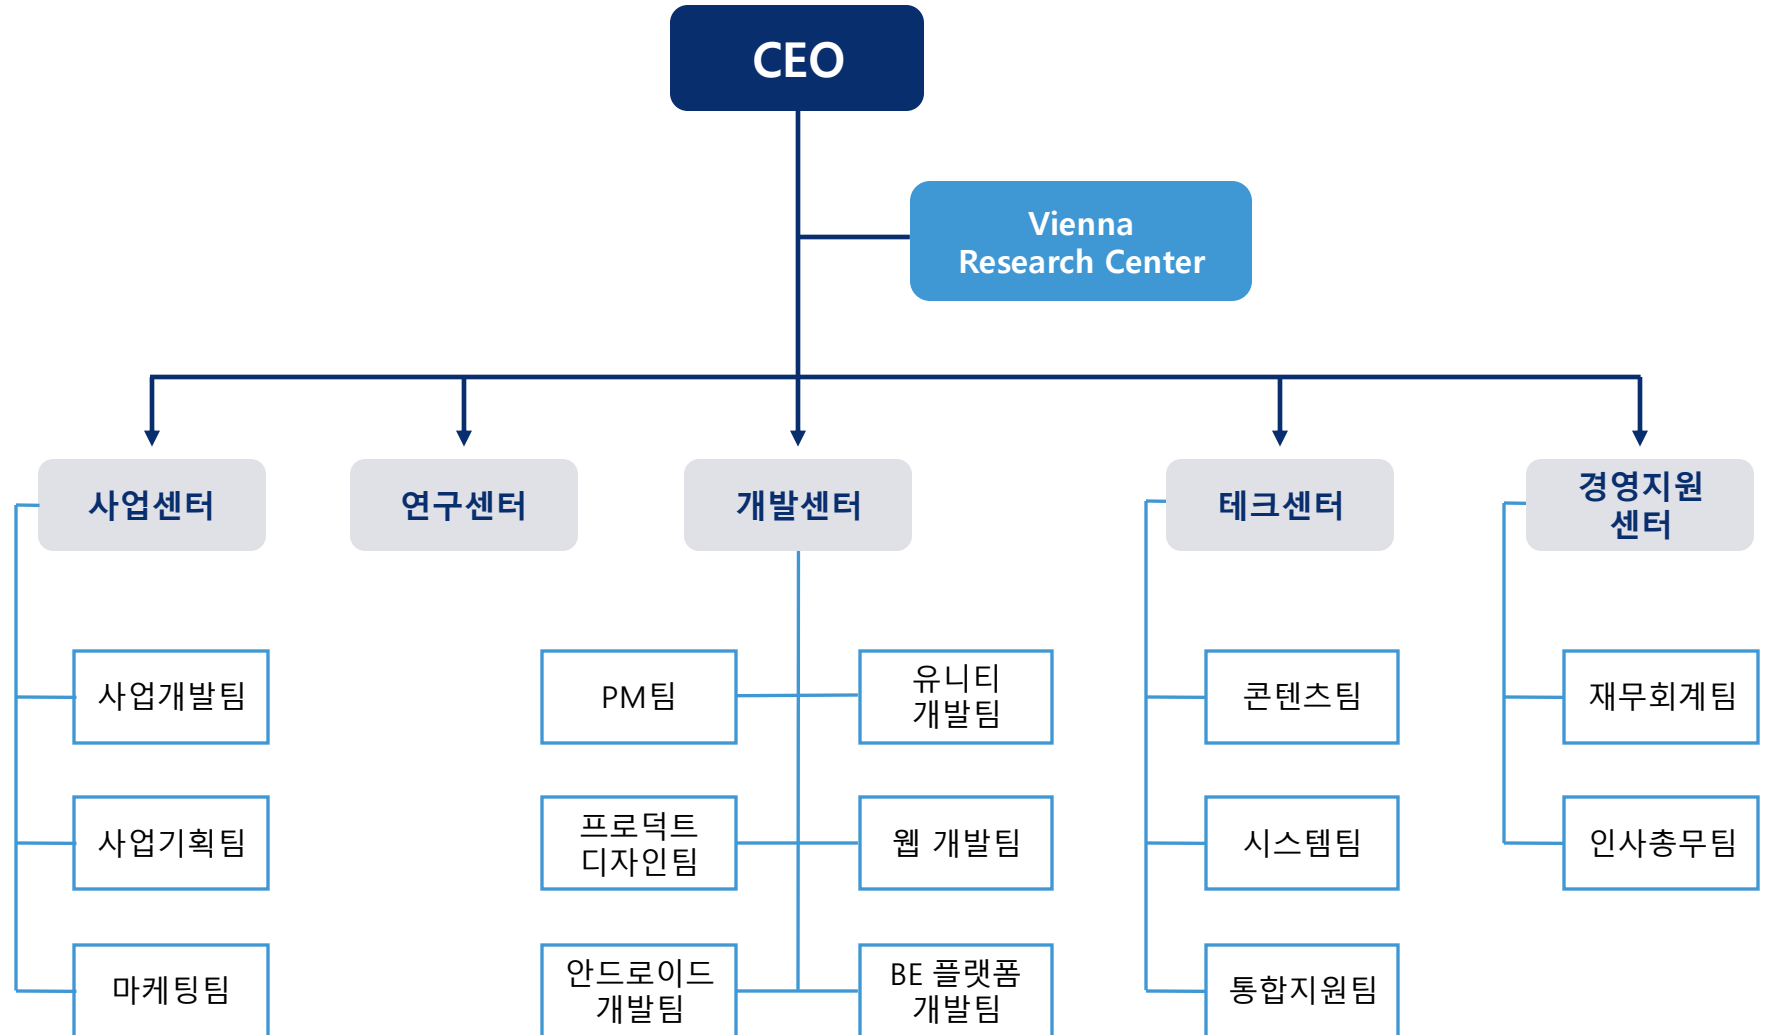 CEO
Vienna
Research Center
사업센터
연구센터
개발센터
테크센터
경영지원
센터
사업개발팀
PM팀
유니티
개발팀
콘텐츠팀
재무회계팀
사업기획팀
프로덕트
디자인팀
웹 개발팀
시스템팀
인사총무팀
마케팅팀
안드로이드
개발팀
BE 플랫폼
개발팀
통합지원팀